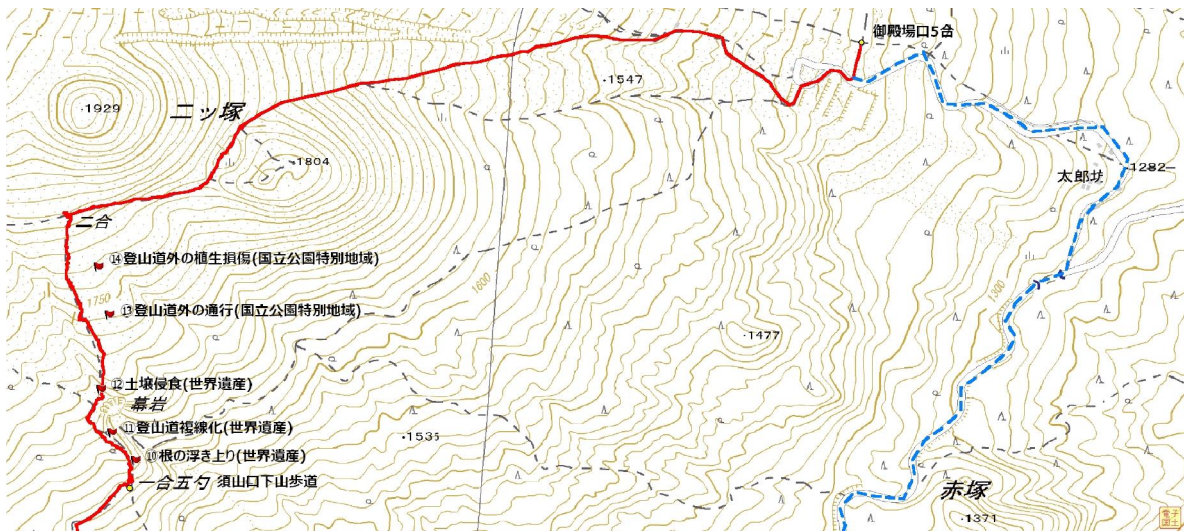 御殿場口5合
・1547
・1929
二ッ塚
・1804
太郎坊
・1282
二合
⑭登山道外の植生損傷(国立公園特別地域)
1750
⑬登山道外の通行(国立公園特別地域)
1600
1300
・1477
⑫土壌侵食(世界遺産)
幕岩
⑪登山道複線化(世界遺産)
・1535
⑩根の浮き上り(世界遺産)
一合五勺 須山口下山歩道
赤塚
・1371
電子
国土